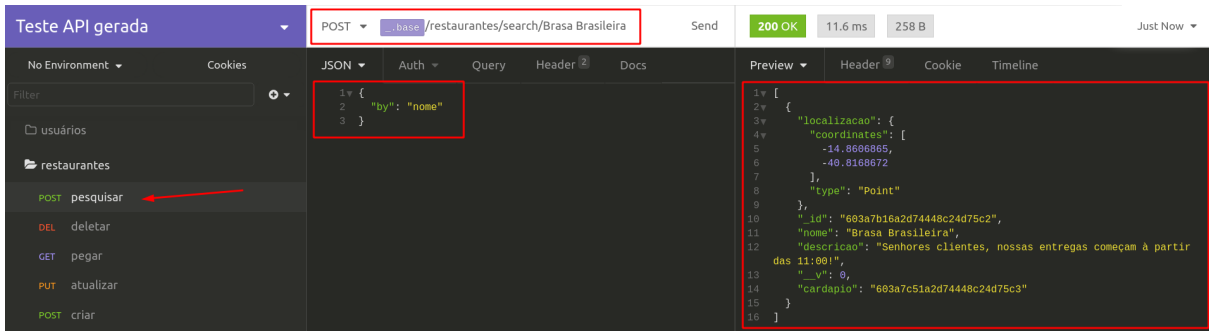 Teste API gerada
POST _.base /restaurantes/search/Brasa Brasileira Send
200 OK 11.6 ms 258 B Just Now
No Environment Cookies
JSON Auth Query Header 2 Docs
Preview Header 9 Cookie Timeline
Filter
usuários
restaurantes
POST pesquisar
DEL deletar
GET pegar
PUT atualizar
POST criar
1 {
2 "by": "nome"
3 }
1 [
2 {
3 "localizacao": {
4 "coordinates": [
5 -14.8606865,
6 -40.8168672
7 ],
8 "type": "Point"
9 },
10 "_id": "603a7b16a2d74448c24d75c2",
11 "nome": "Brasa Brasileira",
12 "descricao": "Senhores clientes, nossas entregas começam à partir
das 11:00!",
13 "__v": 0,
14 "cardapio": "603a7c51a2d74448c24d75c3"
15 }
16 ]